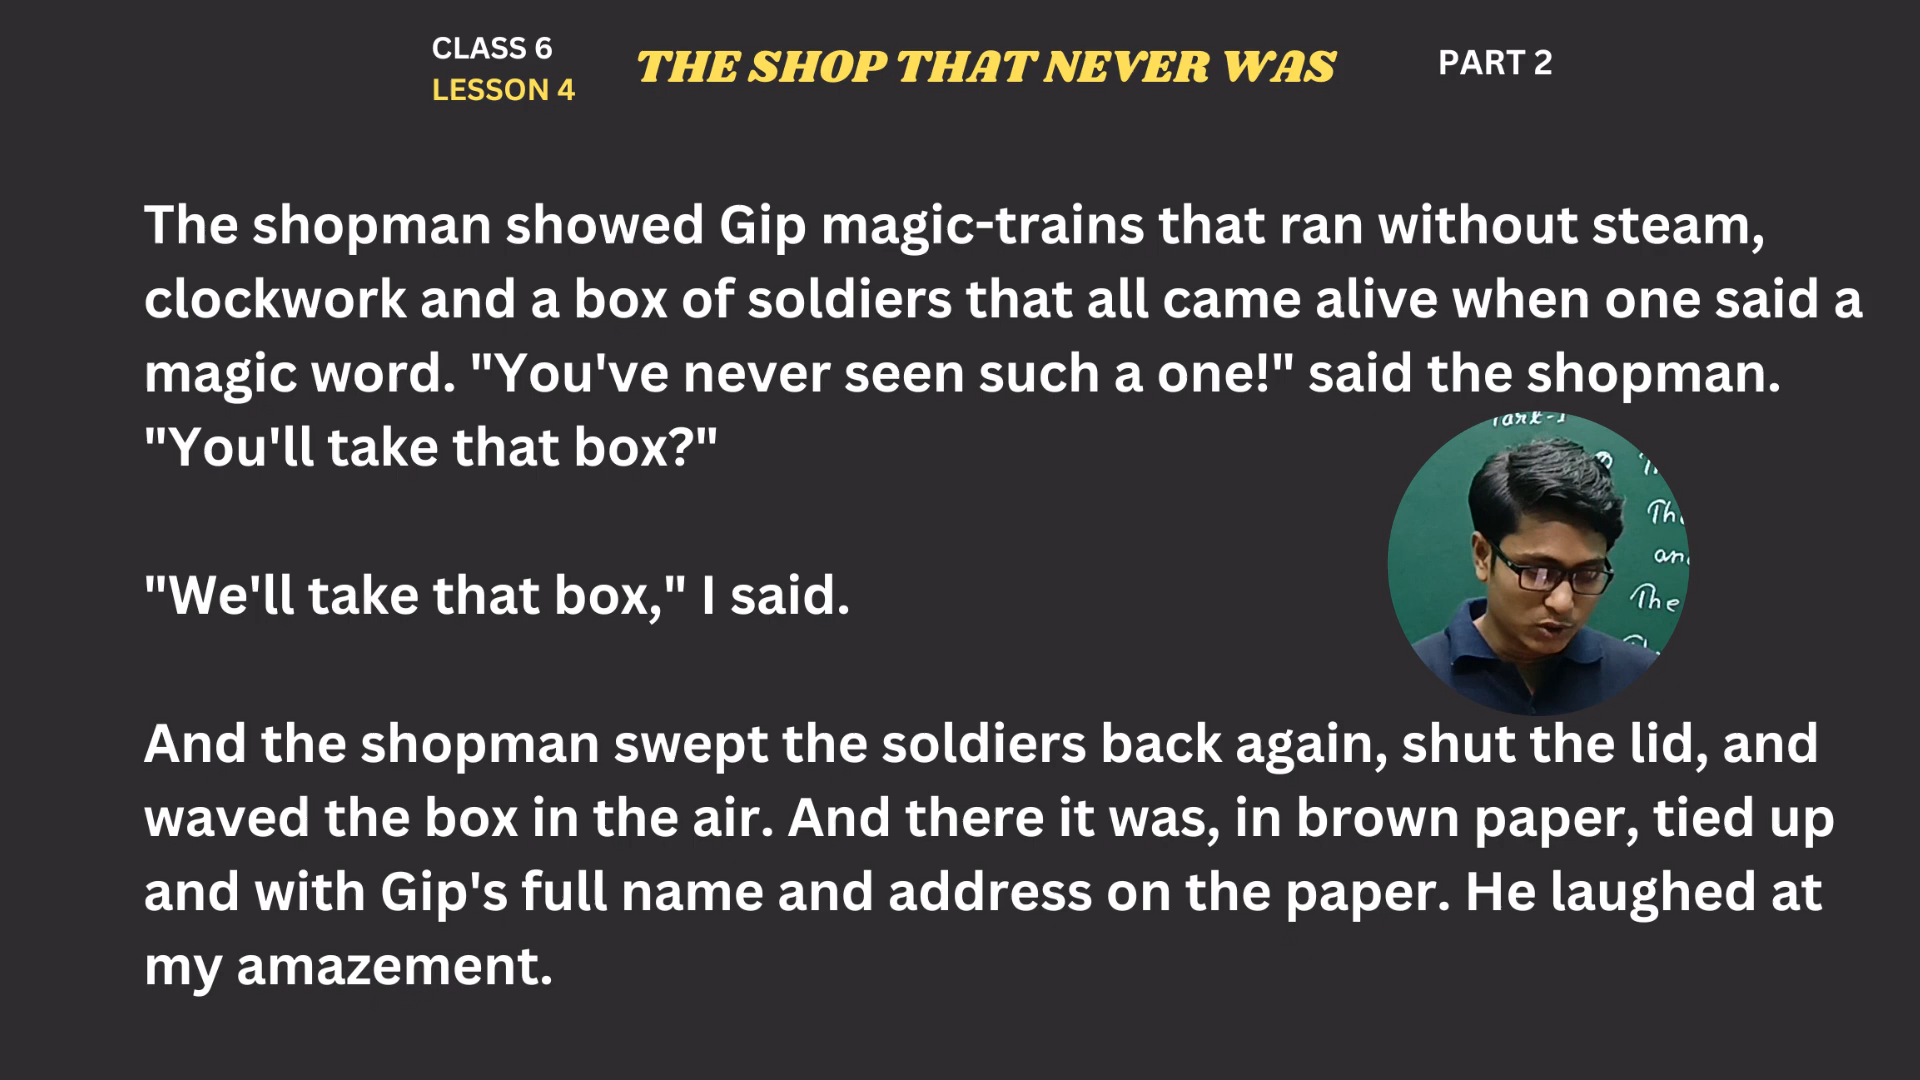 CLASS 6
LESSON 4
THE SHOP THAT NEVER WAS
PART 2
The shopman showed Gip magic-trains that ran without steam,
clockwork and a box of soldiers that all came alive when one said a
magic word. "You've never seen such a one!" said the shopman.
"You'll take that box?"
"We'll take that box," I said.
And the shopman swept the soldiers back again, shut the lid, and
waved the box in the air. And there it was, in brown paper, tied up
and with Gip's full name and address on the paper. He laughed at
my amazement.
The